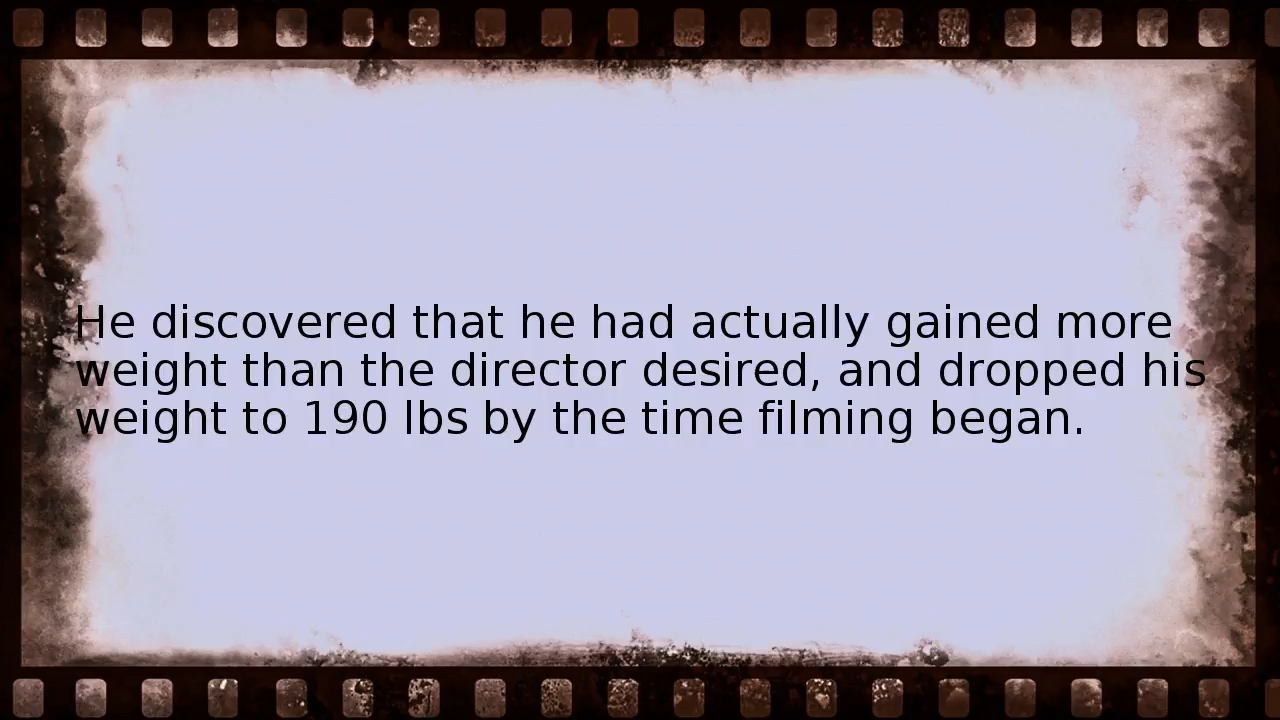 He discovered that he had actually gained more
weight than the director desired, and dropped his
weight to 190 lbs by the time filming began.